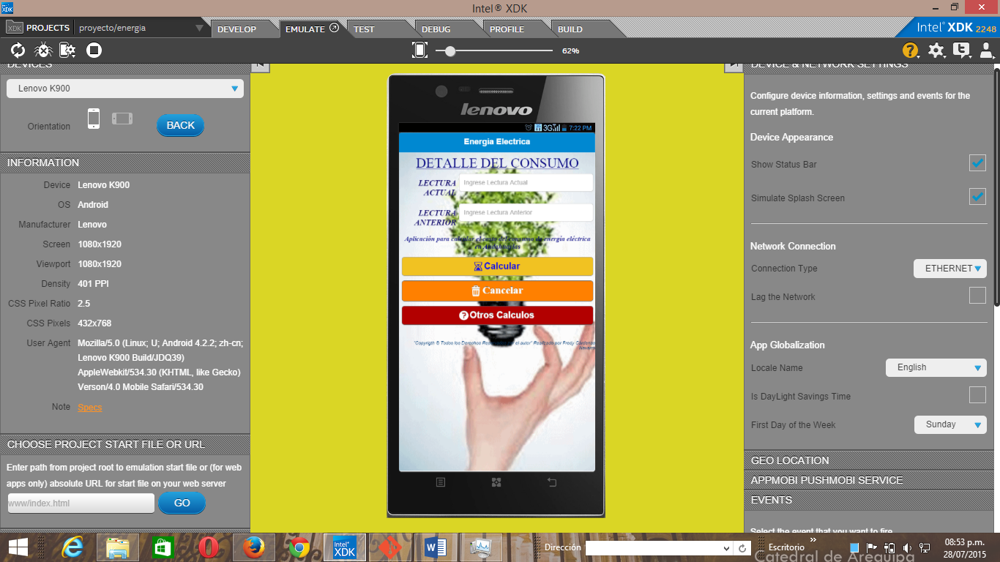 Intel® XDK
PROJECTS
proyecto/energia
DEVELOP
EMULATE
TEST
DEBUG
PROFILE
BUILD
Intel® XDK 2248
62%
DEVICES
Lenovo K900
Orientation
BACK
INFORMATION
Device Lenovo K900
OS Android
Manufacturer Lenovo
Screen 1080x1920
Viewport 1080x1920
Density 401 PPI
CSS Pixel Ratio 2.5
CSS Pixels 432x768
User Agent Mozilla/5.0 (Linux; U; Android 4.2.2; zh-cn;
Lenovo K900 Build/JDQ39)
AppleWebkit/534.30 (KHTML, like Gecko)
Verson/4.0 Mobile Safari/534.30
Note Specs
CHOOSE PROJECT START FILE OR URL
Enter path from project root to emulation start file or (for web
apps only) absolute URL for start file on your web server
www/index.html
GO
lenovo
3G 7:22 PM
Energia Electrica
DETALLE DEL CONSUMO
LECTURA
ACTUAL
Ingrese Lectura Actual
LECTURA
ANTERIOR
Ingrese Lectura Anterior
Aplicación para calcular el costo del consumo de energía eléctrica
en Andahuaylas
Calcular
Cancelar
Otros Calculos
"Copyrigth ® Todos los Derechos Reservados por el autor" Realizado por Fredy Cárdenas
Navarro
DEVICE & NETWORK SETTINGS
Configure device information, settings and events for the
current platform.
Device Appearance
Show Status Bar
Simulate Splash Screen
Network Connection
Connection Type ETHERNET
Lag the Network
App Globalization
Locale Name English
Is DayLight Savings Time
First Day of the Week Sunday
GEO LOCATION
APPMOBI PUSHMOBI SERVICE
EVENTS
Select the event that you want to fire
Dirección
Escritorio
08:53 p.m.
28/07/2015
Catedral de Arequipa